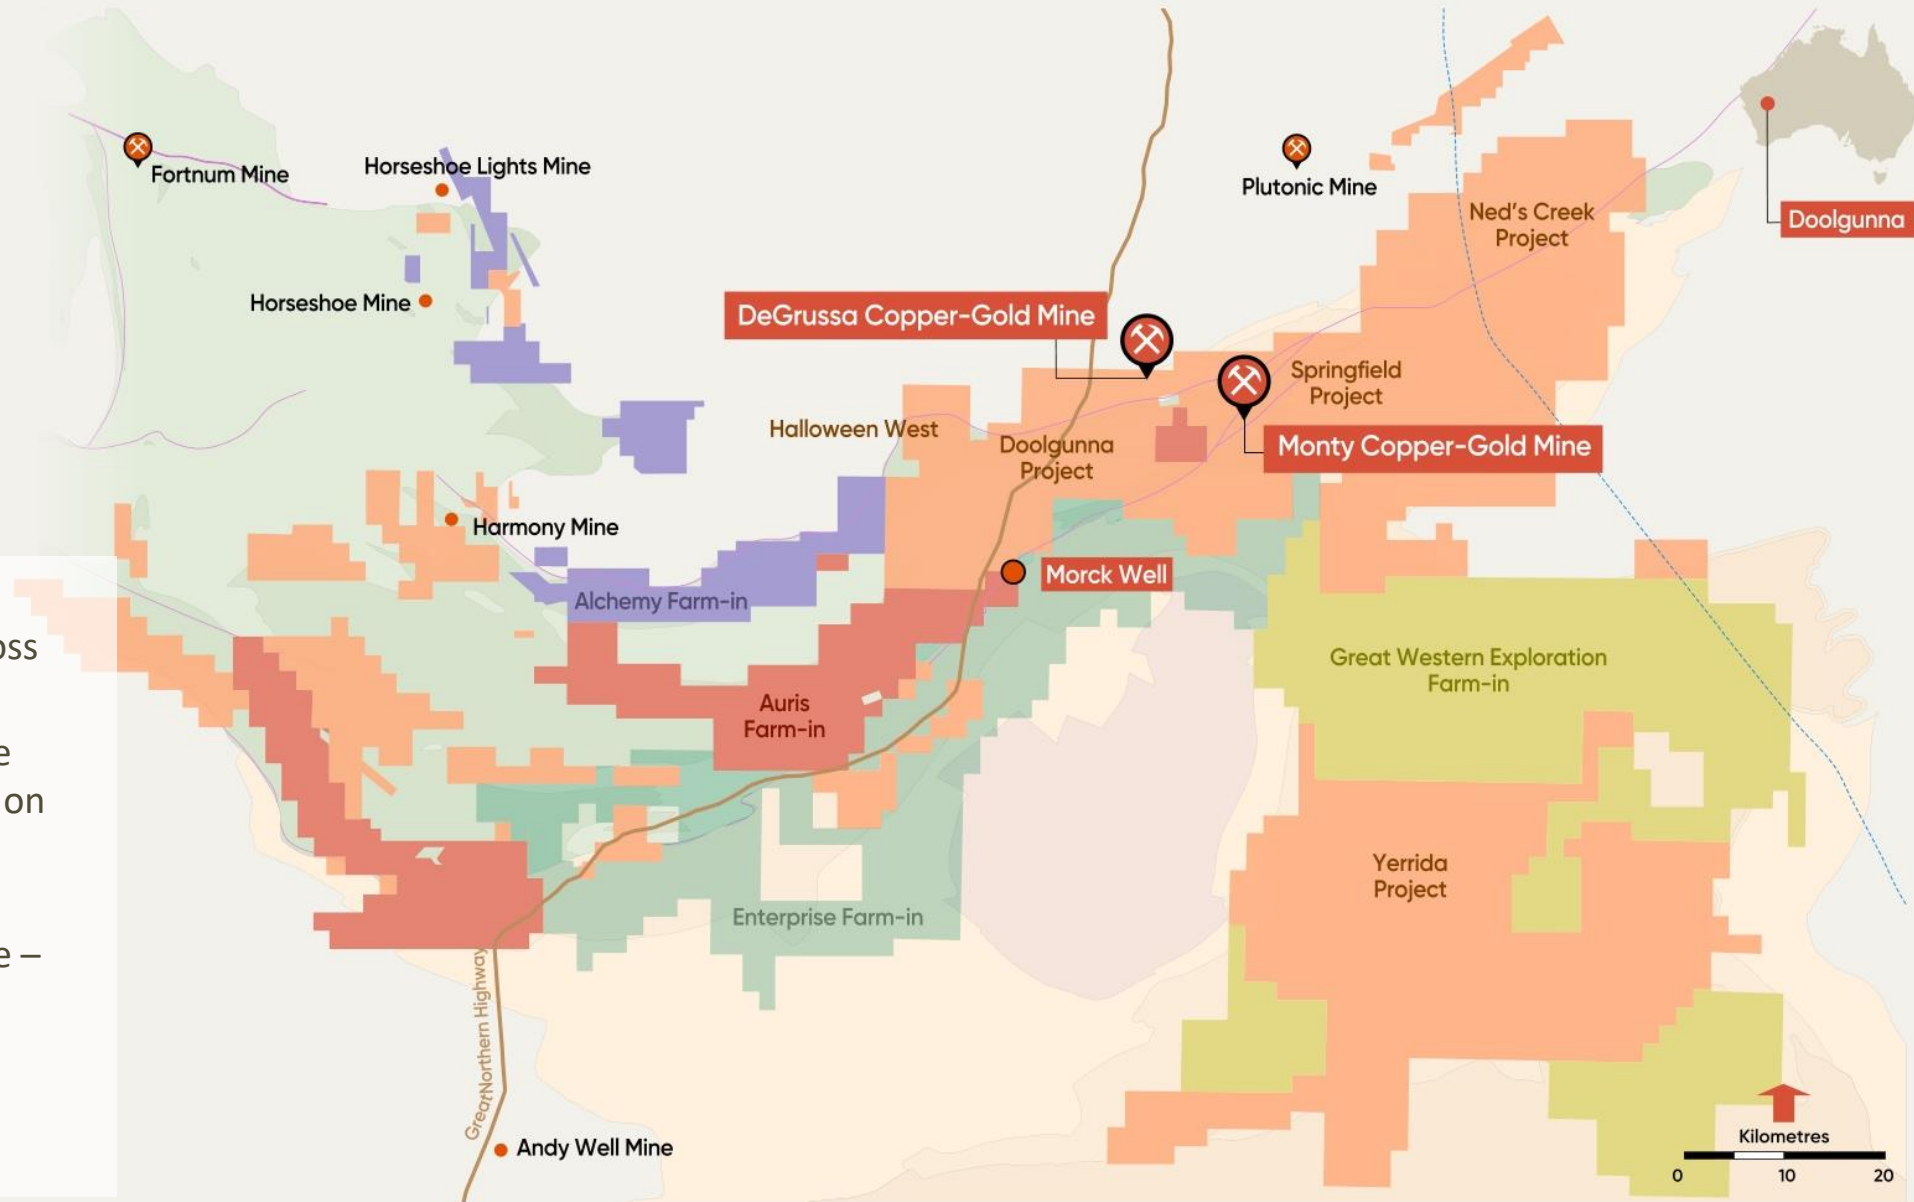 Fortnum Mine
Horseshoe Lights Mine
Plutonic Mine
Ned's Creek
Project
Doolgunna
Horseshoe Mine
DeGrussa Copper-Gold Mine
Springfield
Project
Halloween West
Doolgunna
Project
Monty Copper-Gold Mine
Harmony Mine
Morck Well
Alchemy Farm-in
oss
Great Western Exploration
Farm-in
Auris
Farm-in
e
on
Yerrida
Project
Enterprise Farm-in
e –
Great Northern Highway
Andy Well Mine
Kilometres
0 10 20